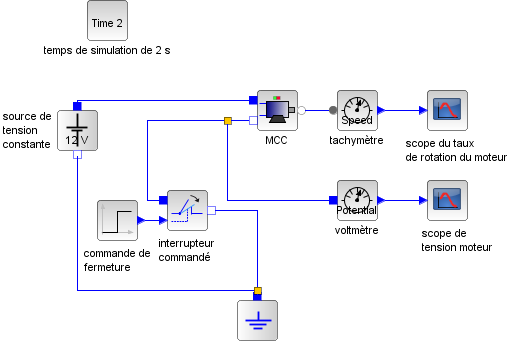 Time 2
temps de simulation de 2 s
source de
tension
constante
12 V
MCC
Speed
tachymètre
scope du taux
de rotation du moteur
Potential
voltmètre
scope de
tension moteur
commande de
fermeture
interrupteur
commandé